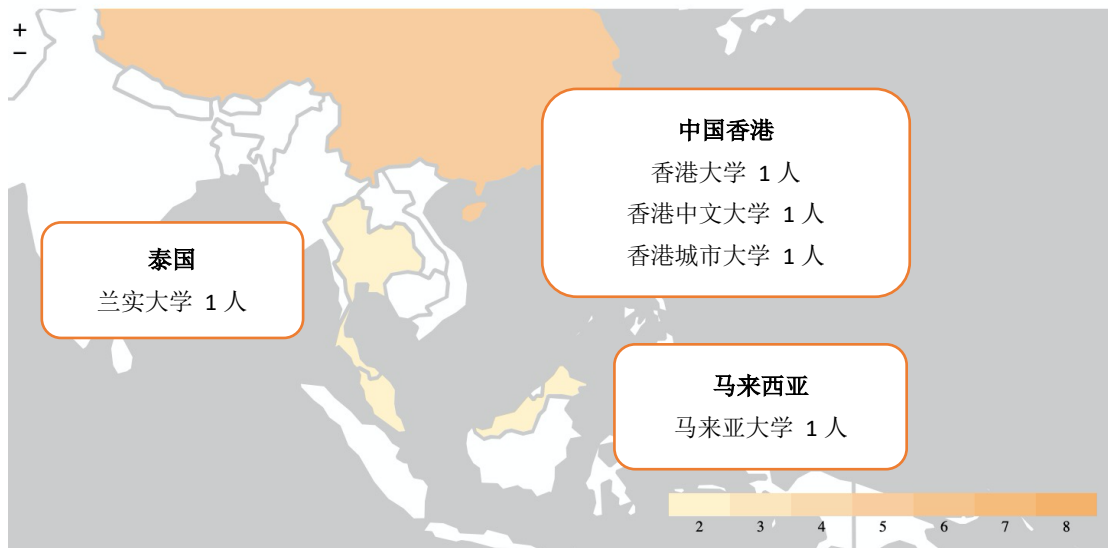 +
−
中国香港
香港大学 1 人
香港中文大学 1 人
香港城市大学 1 人
泰国
兰实大学 1 人
马来西亚
马来亚大学 1 人
2 3 4 5 6 7 8